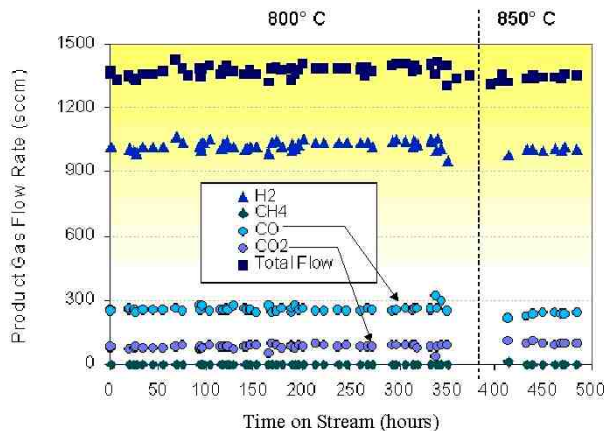 800° C 850° C
1500
1200
900
600
300
0
Product Gas Flow Rate (sccm)
H2
CH4
CO
CO2
Total Flow
0 50 100 150 200 250 300 350 400 450 500
Time on Stream (hours)